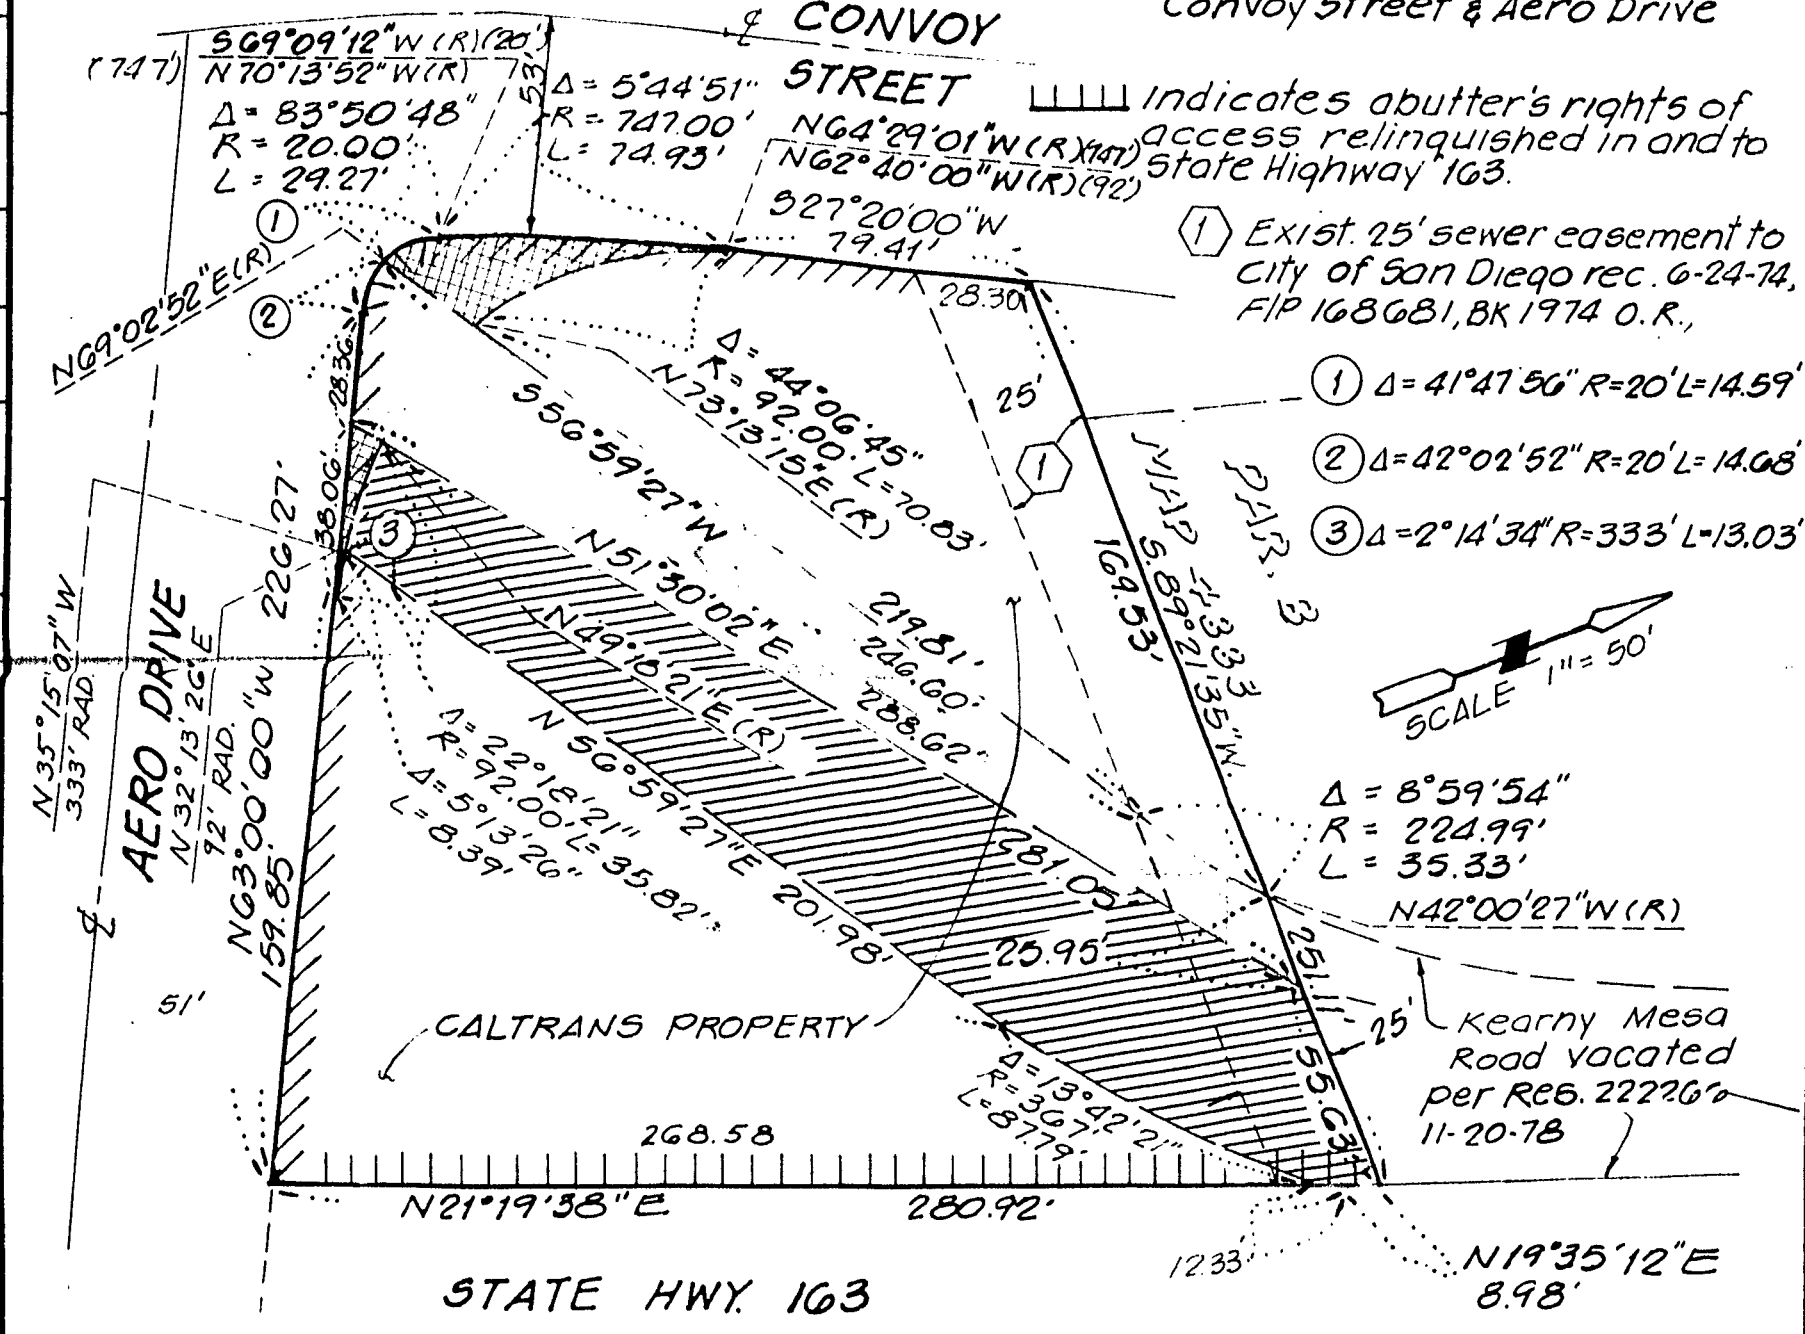 Convoy Street & Aero Drive
℄ CONVOY
STREET
(747')
S69°09'12"W (R)(20')
N70°13'52"W(R)
Δ = 83°50'48"
R = 20.00'
L = 29.27'
53'
Δ = 5°44'51"
R = 747.00'
L = 74.93'
N64°29'01"W(R)(747')
N62°40'00"W(R)(92')
S27°20'00"W
79.41'
28.30'
indicates abutter's rights of
access relinquished in and to
State Highway 163.
1 Exist. 25' sewer easement to
City of San Diego rec. 6-24-74,
F/P 168681, BK 1974 O.R.,
1 Δ=41°47'56" R=20' L=14.59'
2 Δ=42°02'52" R=20' L=14.68'
3 Δ=2°14'34" R=333' L=13.03'
1
2
N69°02'52"E(R)
28.36'
38.06'
226.27'
3
Δ = 44°06'45"
R = 92.00' L=70.83'
N73°13'15"E(R)
S56°59'27"W
219.81'
246.60'
288.62'
25'
1
169.53'
S.89°21'35"W.
MAP 4333
PAR. 3
SCALE 1"=50'
N51°30'02"E
281.05'
N49°18'21"E(R)
N56°59'27"E 201.98'
Δ=22°18'21"
R=92.00' L=35.82'
Δ=5°13'26"
L=8.39'
N35°15'07"W
333' RAD.
AERO DRIVE
℄
N32°13'26"E
92' RAD.
N63°00'00"W
159.85'
51'
Δ = 8°59'54"
R = 224.99'
L = 35.33'
N42°00'27"W(R)
25.95'
25'
55.63'
Kearny Mesa
Road vacated
per Res. 222260
11-20-78
CALTRANS PROPERTY
Δ=13°42'21"
R=367'
L=87.79'
268.58
N21°19'38"E
280.92'
12.33'
N19°35'12"E
8.98'
STATE HWY. 163